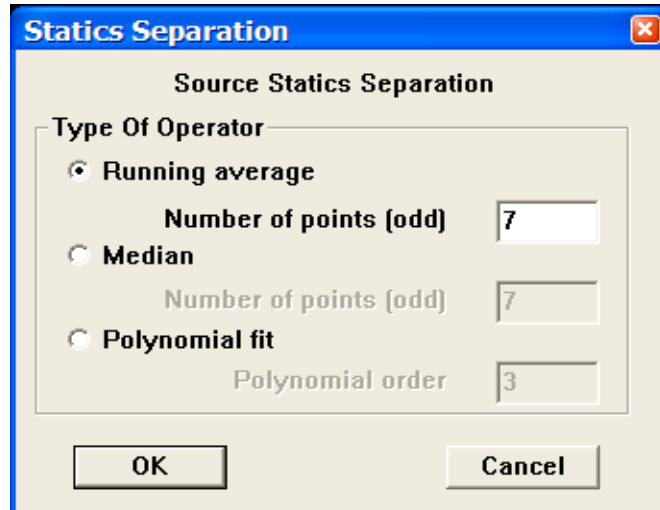 Statics Separation
Source Statics Separation
Type Of Operator
Running average
Number of points (odd) 7
Median
Number of points (odd) 7
Polynomial fit
Polynomial order 3
OK Cancel